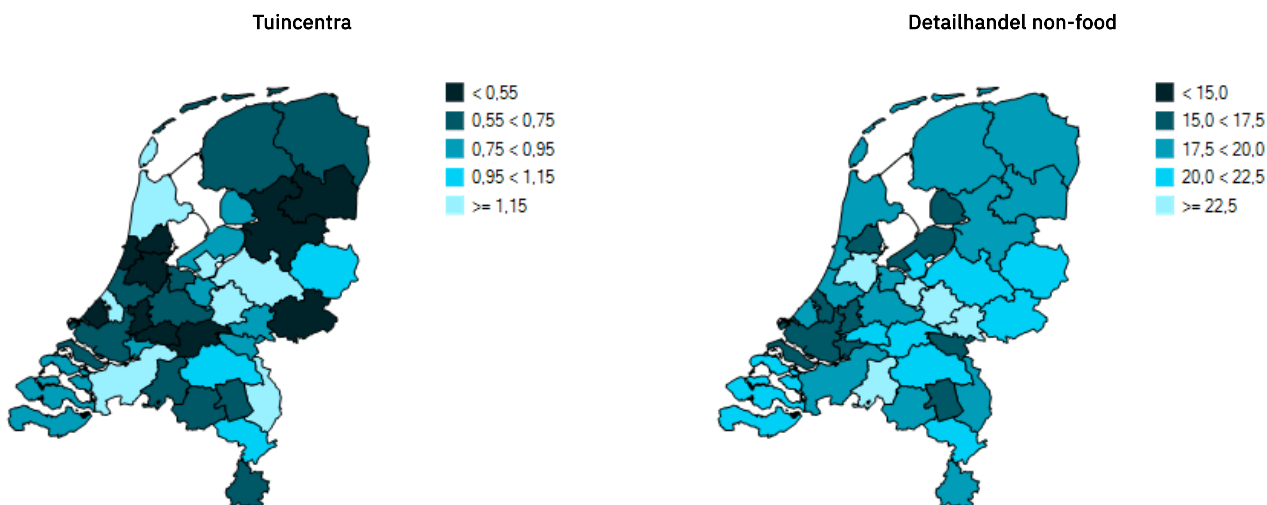 Tuincentra
< 0,55
0,55 < 0,75
0,75 < 0,95
0,95 < 1,15
>= 1,15
Detailhandel non-food
< 15,0
15,0 < 17,5
17,5 < 20,0
20,0 < 22,5
>= 22,5